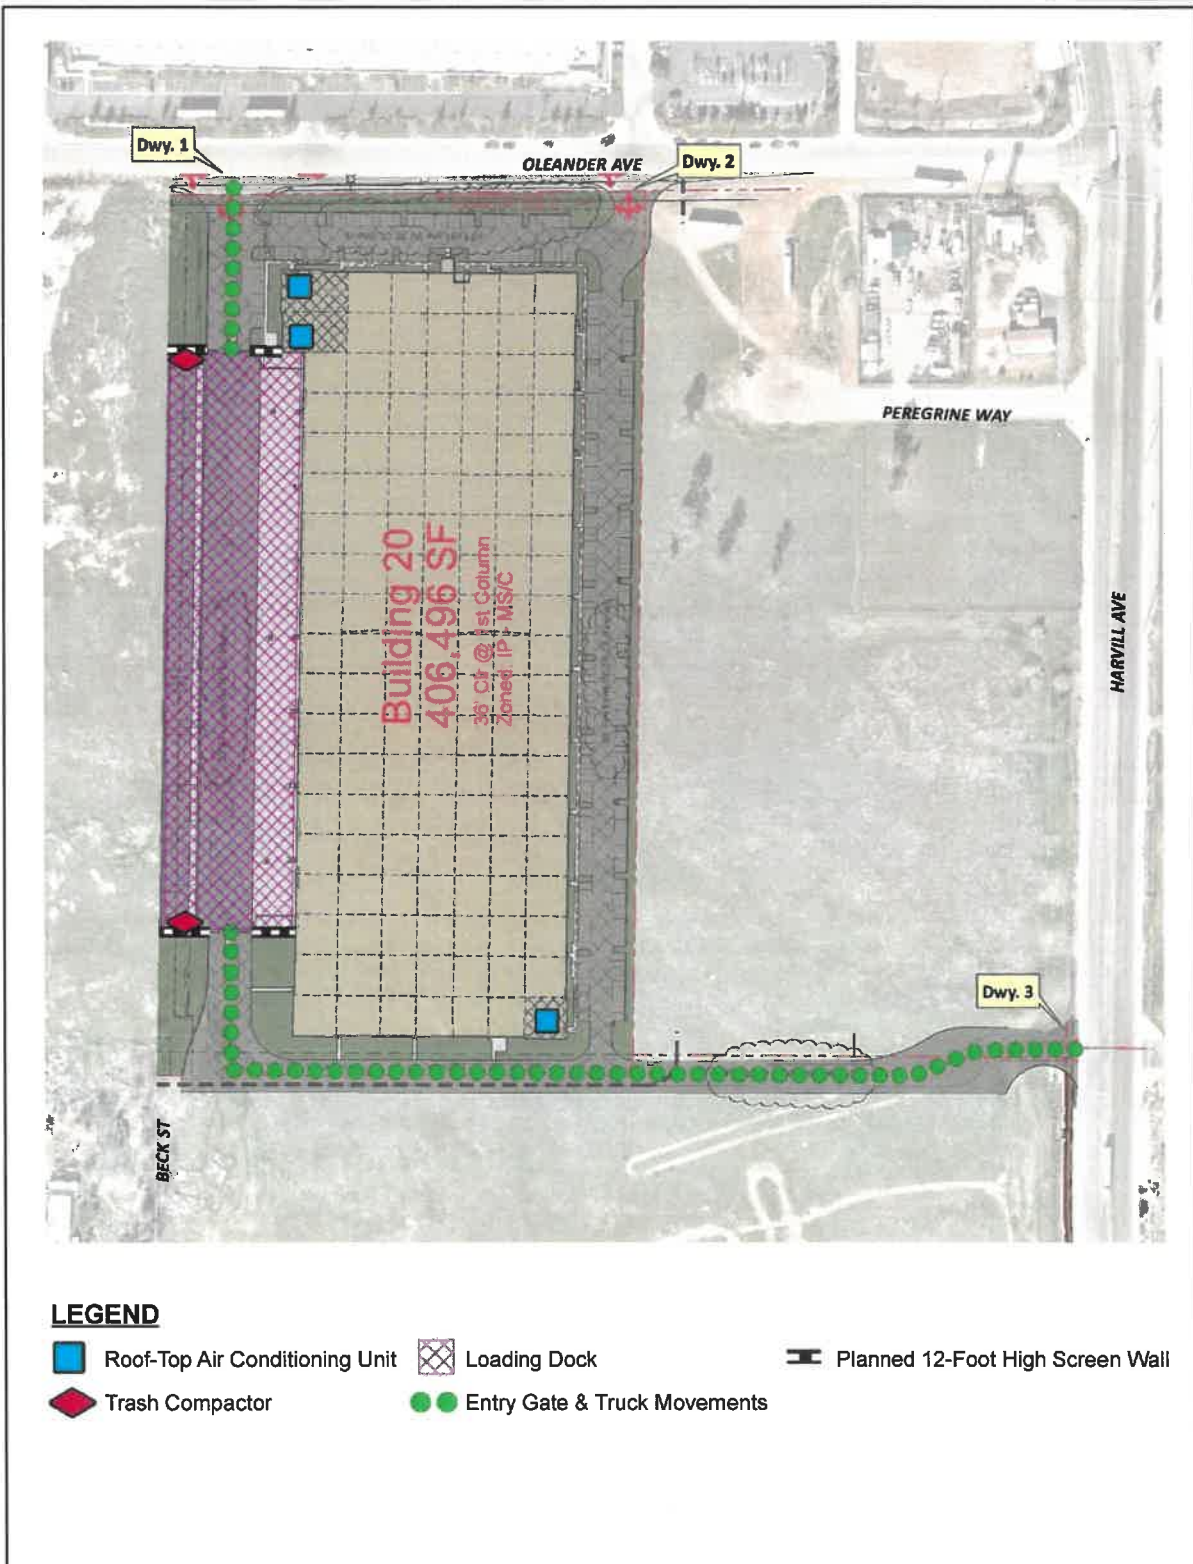 Dwy. 1
OLEANDER AVE
Dwy. 2
PEREGRINE WAY
Building 20
406,496 SF
36' Clr @ 1st Column
Zoned: IP - MS/C
HARVILL AVE
Dwy. 3
BECK ST
LEGEND
Roof-Top Air Conditioning Unit
Loading Dock
Planned 12-Foot High Screen Wall
Trash Compactor
Entry Gate & Truck Movements